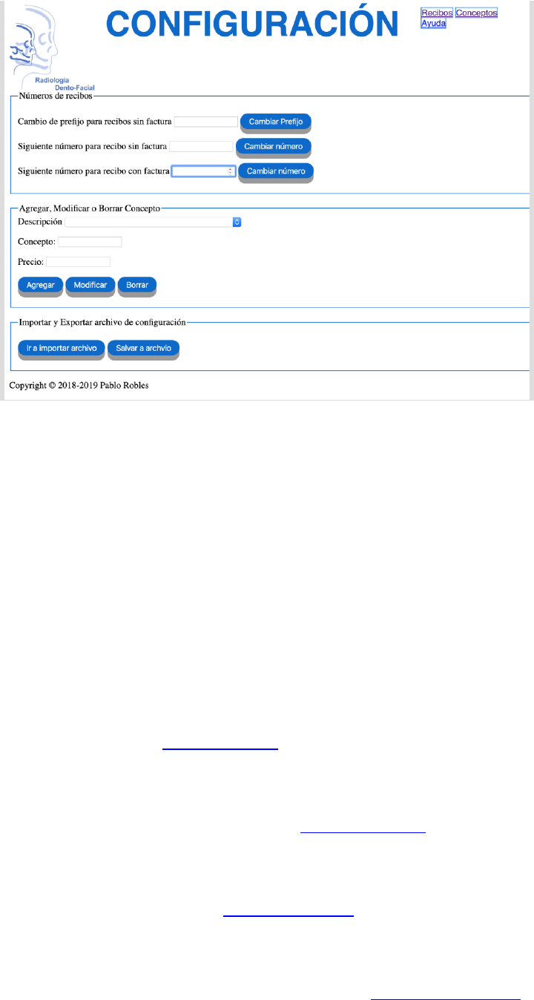 CONFIGURACIÓN
Recibos Conceptos
Ayuda
Radiología
Dento-Facial
Números de recibos
Cambio de prefijo para recibos sin factura Cambiar Prefijo
Siguiente número para recibo sin factura Cambiar número
Siguiente número para recibo con factura Cambiar número
Agregar, Modificar o Borrar Concepto
Descripción
Concepto:
Precio:
Agregar Modificar Borrar
Importar y Exportar archivo de configuración
Ir a importar archivo Salvar a archvio
Copyright © 2018-2019 Pablo Robles